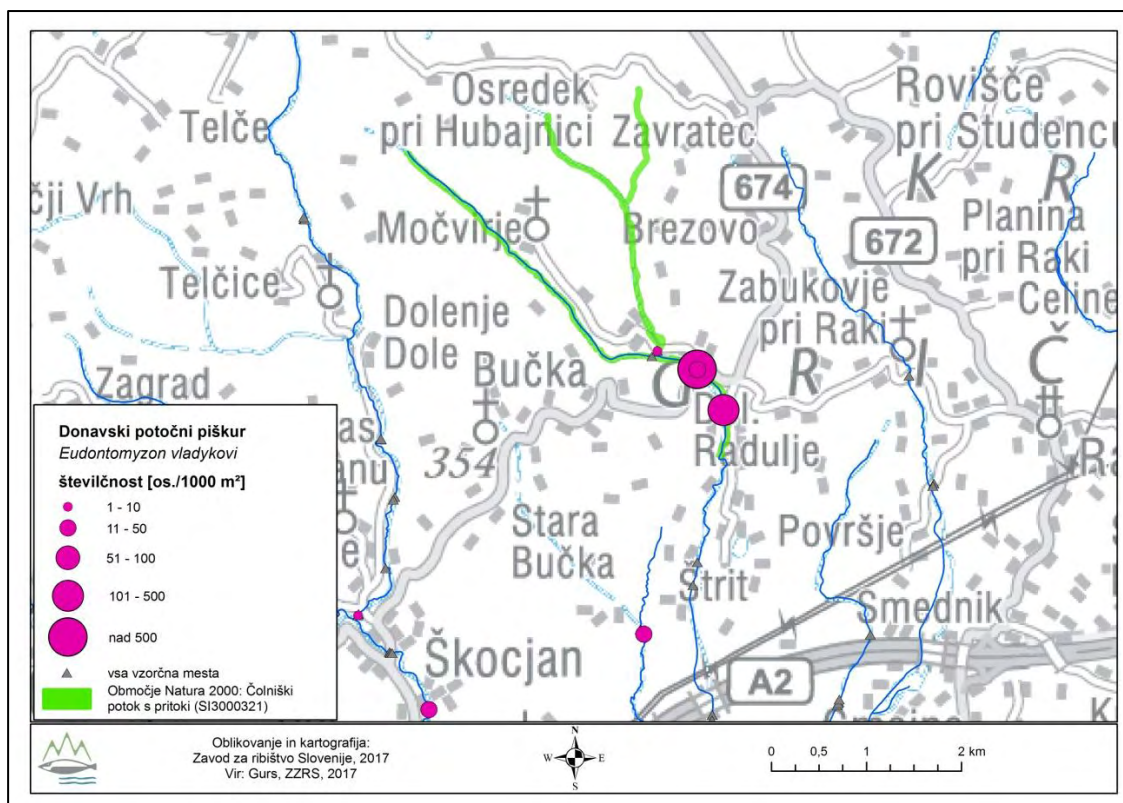 Osredek
pri Hubajnici
Zavratec
Rovišče
pri Studencu
Telče
K
R
674
čji Vrh
Močvirje
Brezovo
672
Planina
pri Raki
Celine
Telčice
Zabukovje
pri Raki
Dolenje
Dole
R
I
Č
Zagrad
Bučka
Radulje
354
Stara
Bučka
Površje
Štrit
Smednik
Škocjan
A2
Donavski potočni piškur
Eudontomyzon vladykovi
številčnost [os./1000 m²]
1 - 10
11 - 50
51 - 100
101 - 500
nad 500
vsa vzorčna mesta
Območje Natura 2000: Čolniški
potok s pritoki (SI3000321)
Oblikovanje in kartografija:
Zavod za ribištvo Slovenije, 2017
Vir: Gurs, ZZRS, 2017
N
W
E
S
0 0,5 1 2 km